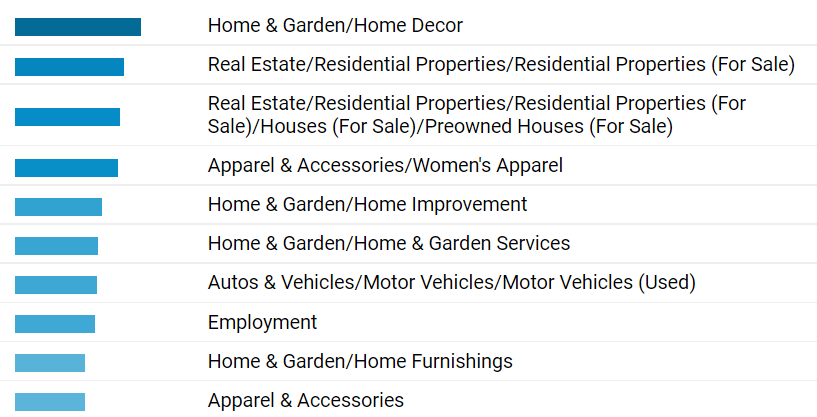 Home & Garden/Home Decor
Real Estate/Residential Properties/Residential Properties (For Sale)
Real Estate/Residential Properties/Residential Properties (For
Sale)/Houses (For Sale)/Preowned Houses (For Sale)
Apparel & Accessories/Women's Apparel
Home & Garden/Home Improvement
Home & Garden/Home & Garden Services
Autos & Vehicles/Motor Vehicles/Motor Vehicles (Used)
Employment
Home & Garden/Home Furnishings
Apparel & Accessories